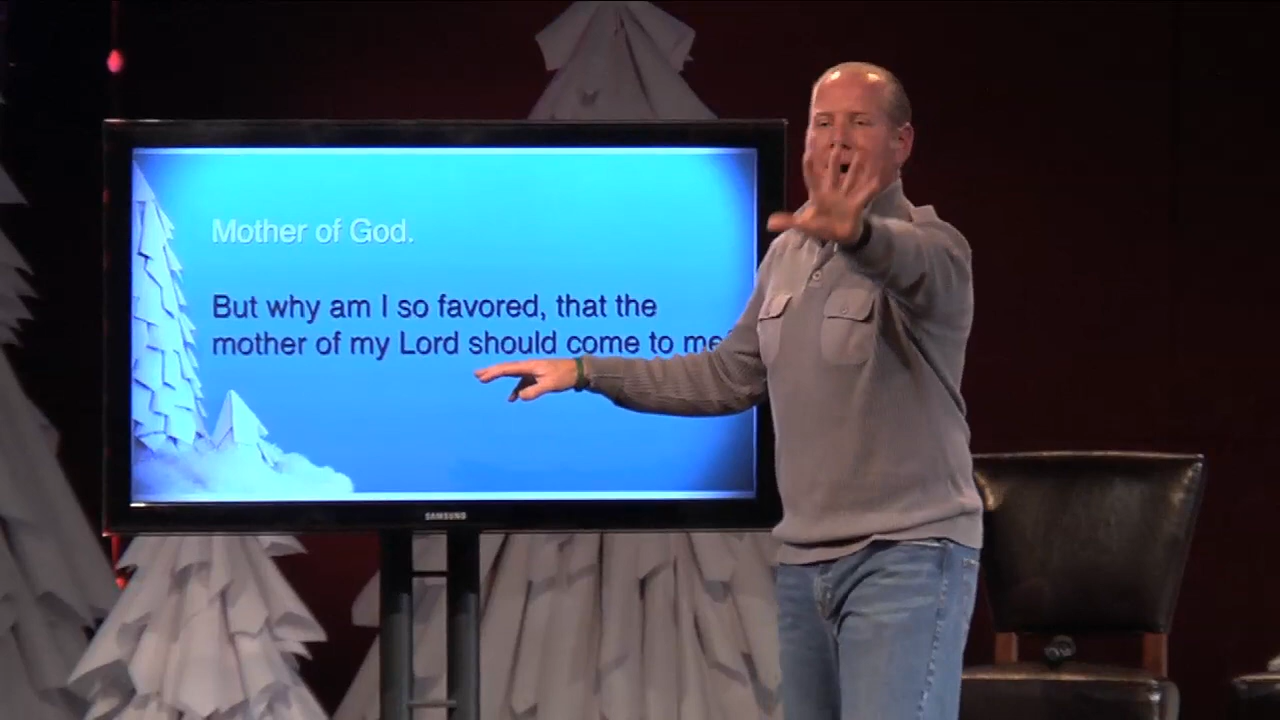 Mother of God.
But why am I so favored, that the
mother of my Lord should come to me?
SAMSUNG